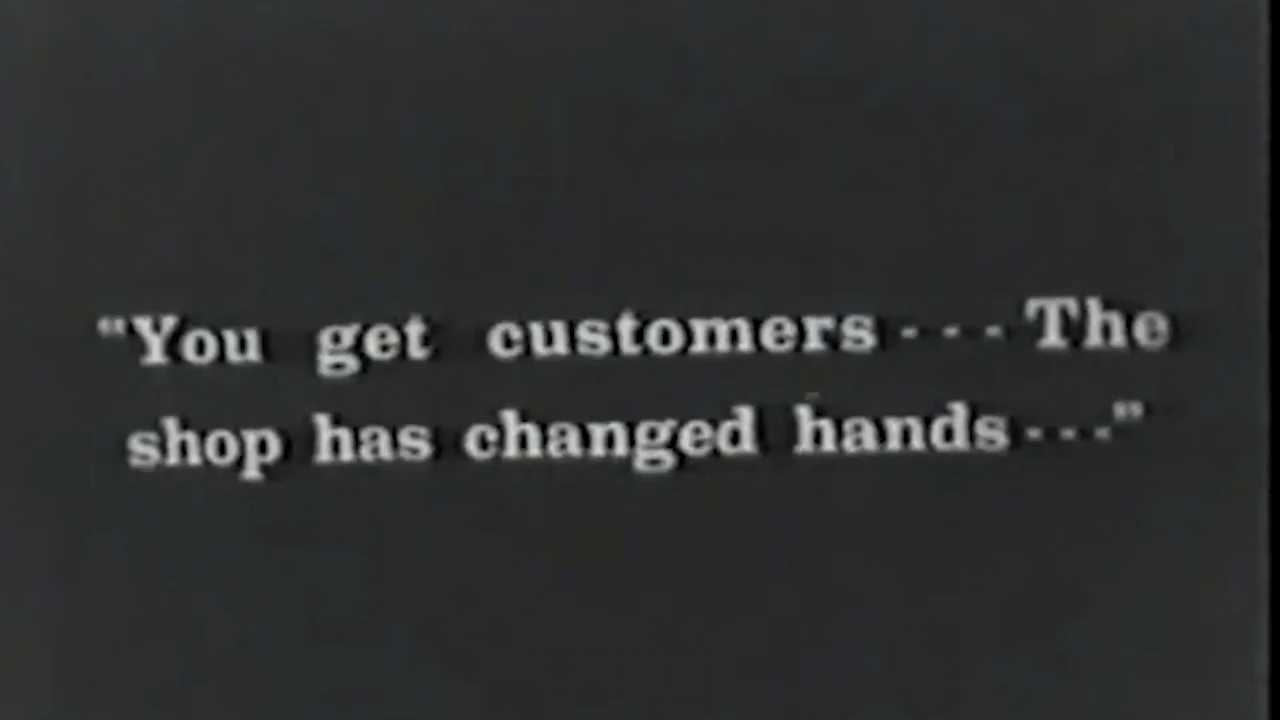 "You get customers - - - The
shop has changed hands - - -"